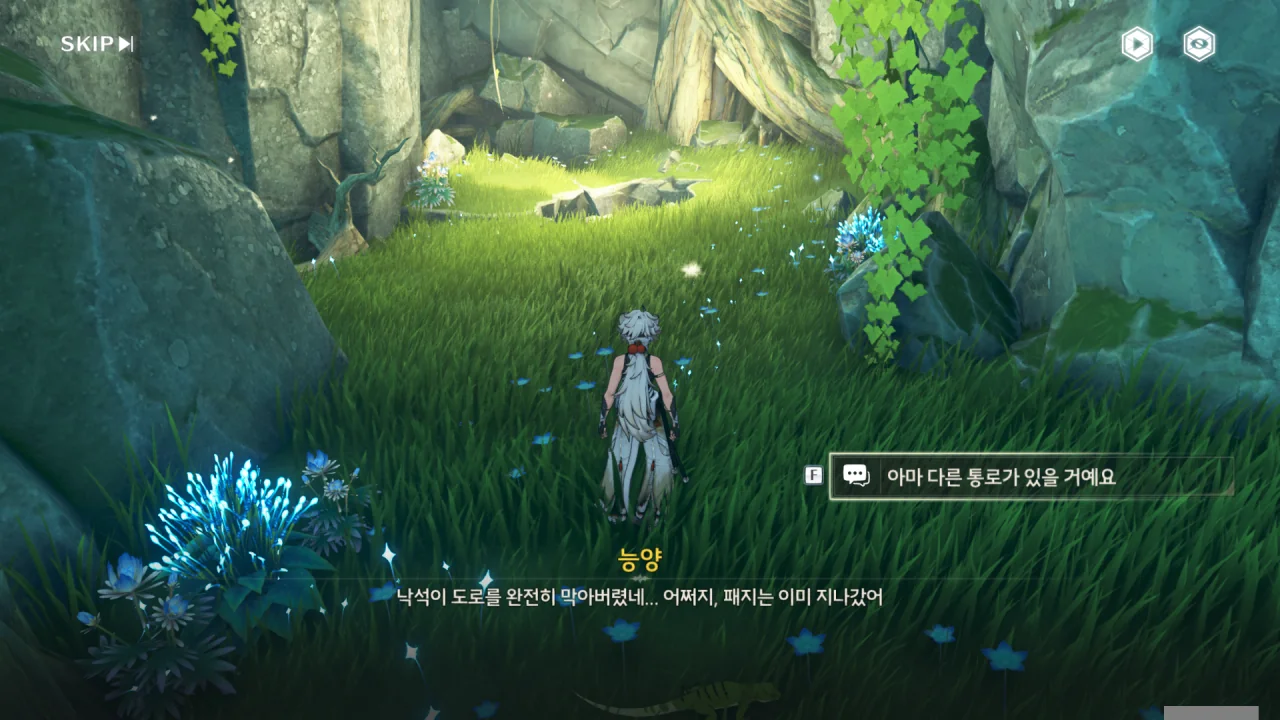 SKIP
F
아마 다른 통로가 있을 거예요
능양
낙석이 도로를 완전히 막아버렸네... 어쩌지, 패지는 이미 지나갔어